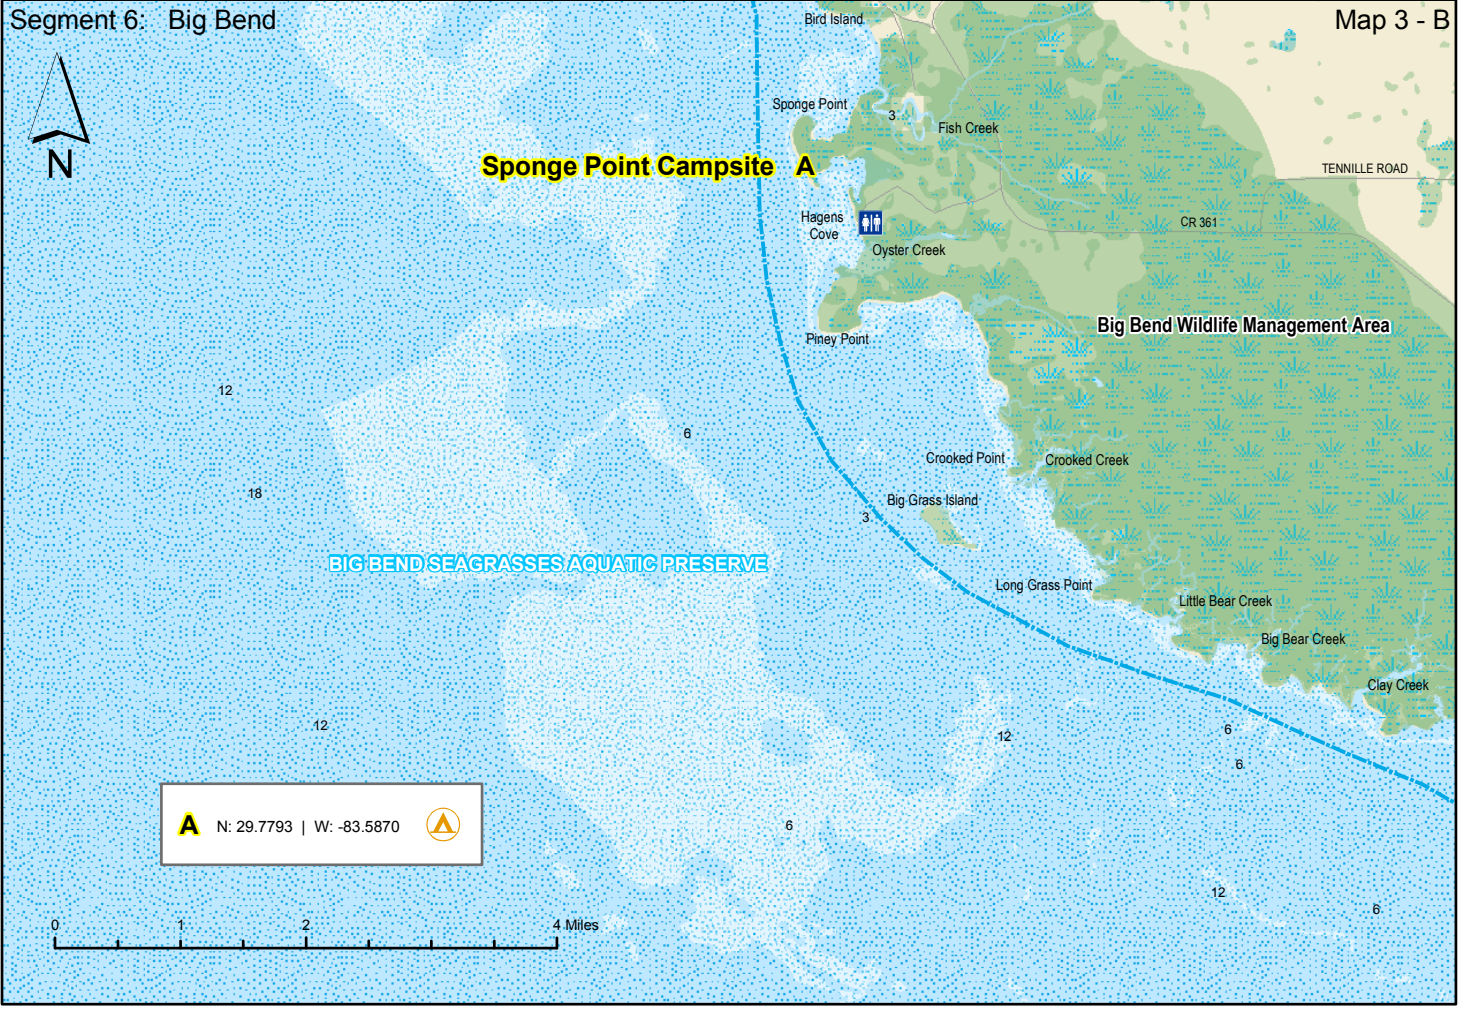 Segment 6: Big Bend
Map 3 - B
Bird Island
Sponge Point
3
Fish Creek
Sponge Point Campsite A
TENNILLE ROAD
Hagens
Cove
CR 361
Oyster Creek
Big Bend Wildlife Management Area
Piney Point
N
12
6
Crooked Point
Crooked Creek
18
Big Grass Island
3
BIG BEND SEAGRASSES AQUATIC PRESERVE
Long Grass Point
Little Bear Creek
Big Bear Creek
Clay Creek
12
12
6
6
A N: 29.7793 | W: -83.5870
6
12
6
0 1 2 4 Miles